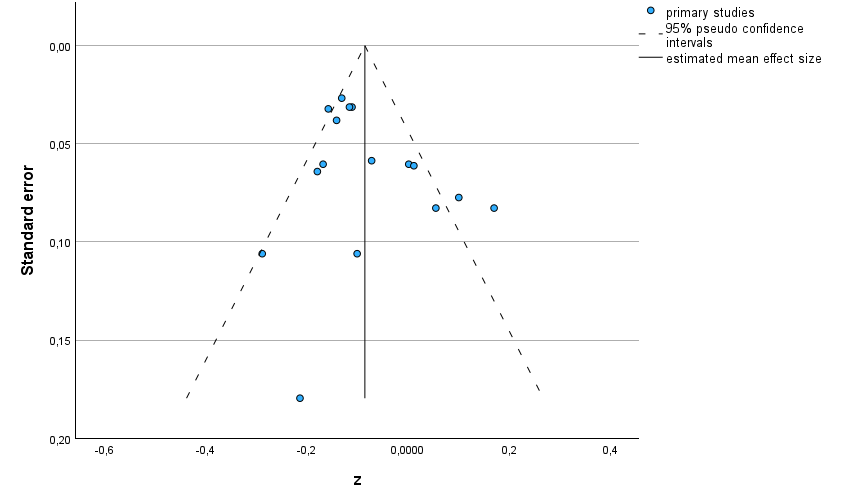 primary studies
95% pseudo confidence
intervals
estimated mean effect size
0,00
0,05
0,10
0,15
0,20
Standard error
-0,6
-0,4
-0,2
0,0000
0,2
0,4
z